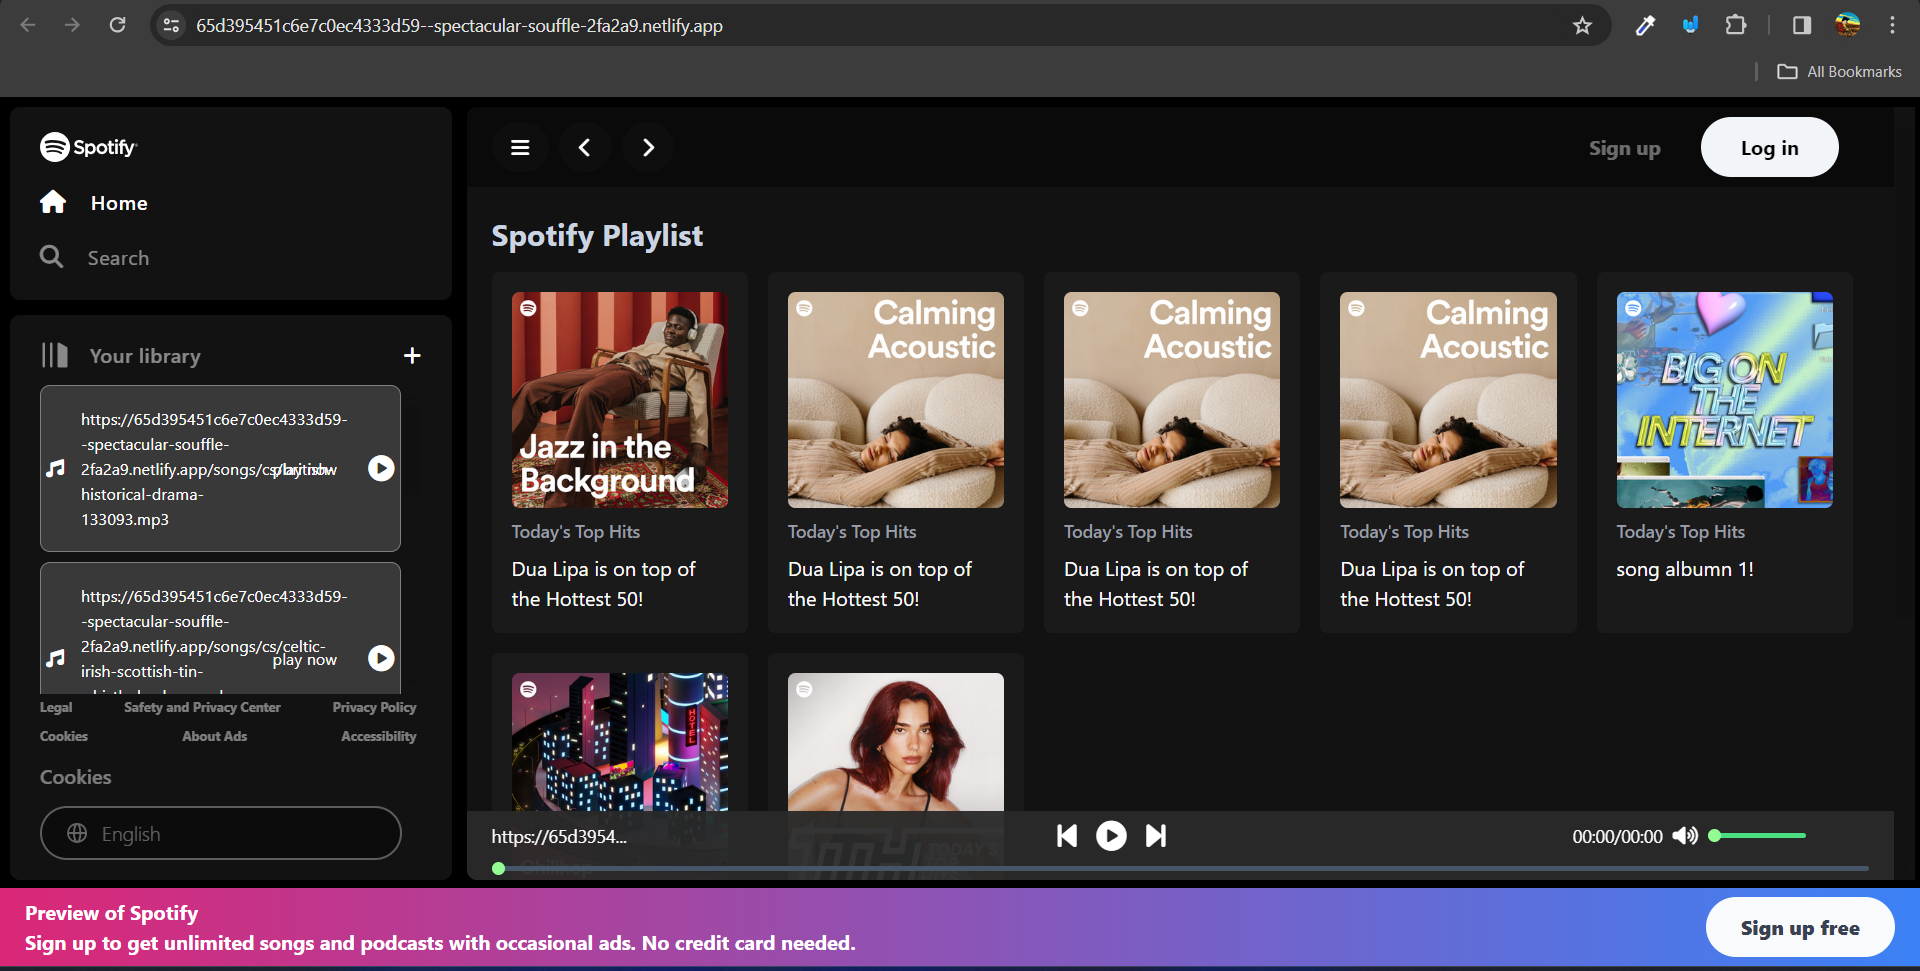 65d395451c6e7c0ec4333d59--spectacular-souffle-2fa2a9.netlify.app
All Bookmarks
Spotify
Home
Search
Your library
https://65d395451c6e7c0ec4333d59-
-spectacular-souffle-
2fa2a9.netlify.app/songs/cs/british-
historical-drama-
133093.mp3
play now
https://65d395451c6e7c0ec4333d59-
-spectacular-souffle-
2fa2a9.netlify.app/songs/cs/celtic-
irish-scottish-tin-
play now
Legal
Safety and Privacy Center
Privacy Policy
Cookies
About Ads
Accessibility
Cookies
English
Sign up
Log in
Spotify Playlist
Jazz in the
Background
Today's Top Hits
Dua Lipa is on top of
the Hottest 50!
Calming
Acoustic
Today's Top Hits
Dua Lipa is on top of
the Hottest 50!
Calming
Acoustic
Today's Top Hits
Dua Lipa is on top of
the Hottest 50!
Calming
Acoustic
Today's Top Hits
Dua Lipa is on top of
the Hottest 50!
BIG ON
THE
INTERNET
Today's Top Hits
song albumn 1!
HOTEL
Chillhop
TODAY'S
TOP
HITS
https://65d3954...
00:00/00:00
Preview of Spotify
Sign up to get unlimited songs and podcasts with occasional ads. No credit card needed.
Sign up free